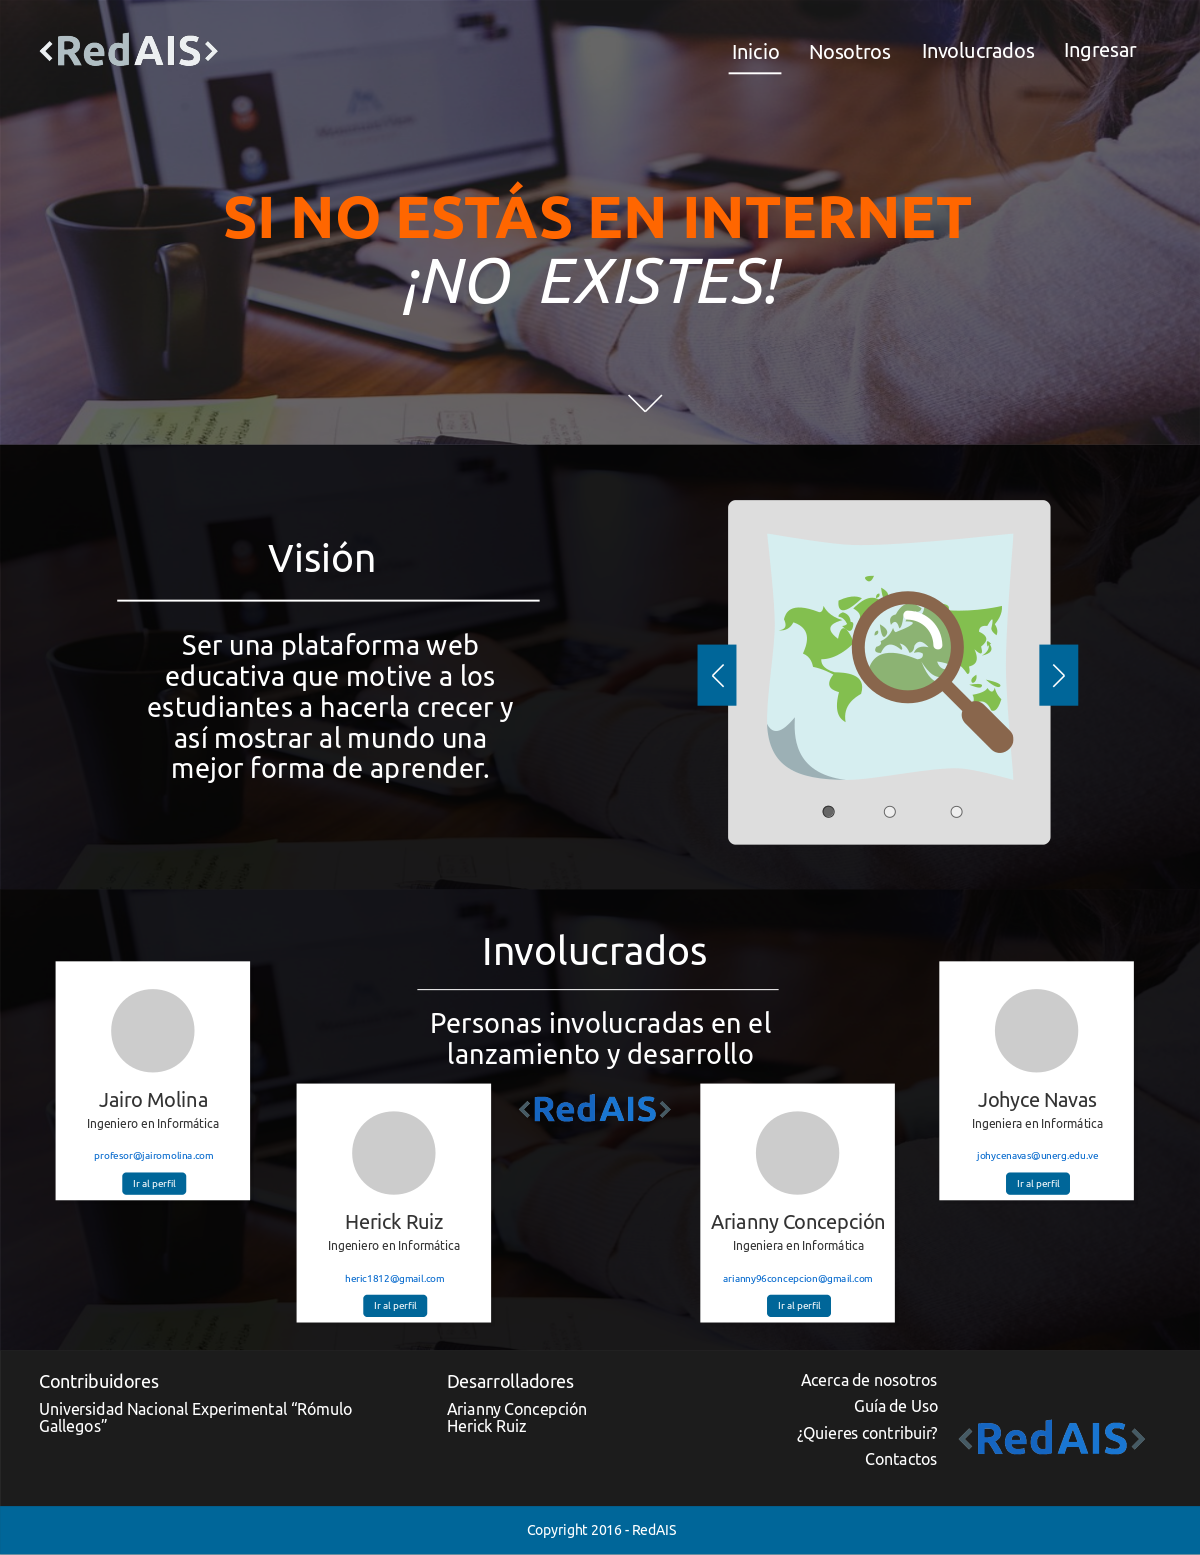 <RedAIS>
Inicio Nosotros Involucrados Ingresar
SI NO ESTÁS EN INTERNET
¡NO EXISTES!
Visión
Ser una plataforma web
educativa que motive a los
estudiantes a hacerla crecer y
así mostrar al mundo una
mejor forma de aprender.
Involucrados
Personas involucradas en el
lanzamiento y desarrollo
<RedAIS>
Jairo Molina
Ingeniero en Informática
profesor@jairomolina.com
Ir al perfil
Herick Ruiz
Ingeniero en Informática
heric1812@gmail.com
Ir al perfil
Arianny Concepción
Ingeniera en Informática
arianny96concepcion@gmail.com
Ir al perfil
Johyce Navas
Ingeniera en Informática
johycenavas@unerg.edu.ve
Ir al perfil
Contribuidores
Universidad Nacional Experimental “Rómulo
Gallegos”
Desarrolladores
Arianny Concepción
Herick Ruiz
Acerca de nosotros
Guía de Uso
¿Quieres contribuir?
Contactos
<RedAIS>
Copyright 2016 - RedAIS